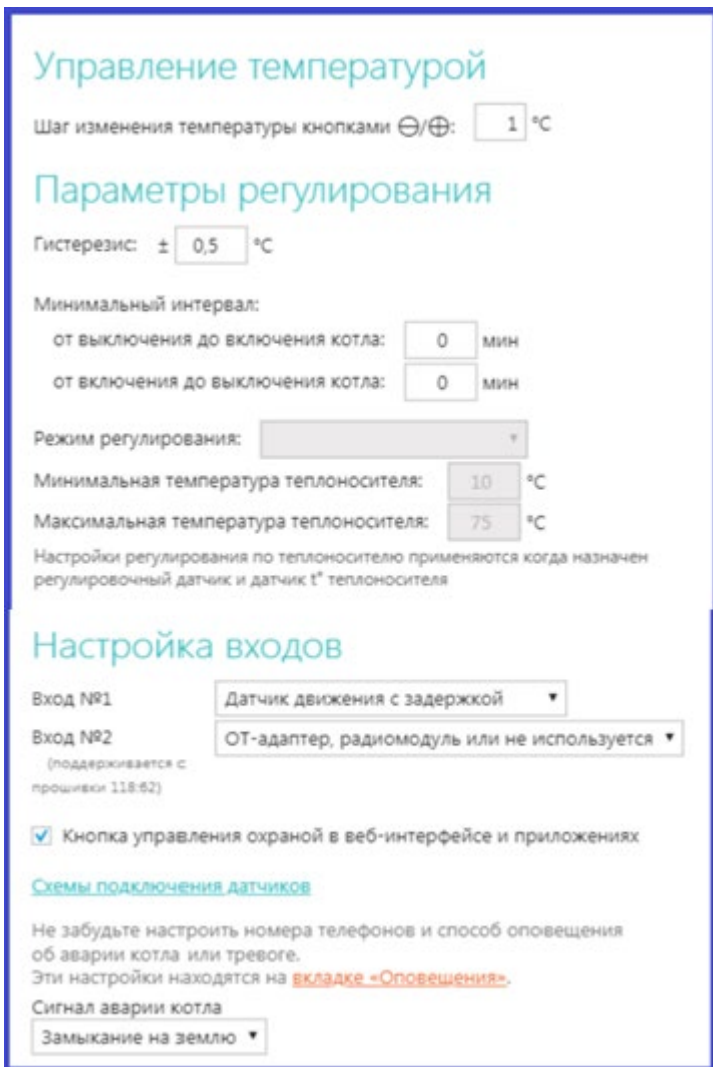 Управление температурой
Шаг изменения температуры кнопками ⊖/⊕: 1 °C
Параметры регулирования
Гистерезис: ± 0,5 °C
Минимальный интервал:
от выключения до включения котла: 0 мин
от включения до выключения котла: 0 мин
Режим регулирования:
Минимальная температура теплоносителя: 10 °C
Максимальная температура теплоносителя: 75 °C
Настройки регулирования по теплоносителю применяются когда назначен
регулировочный датчик и датчик t° теплоносителя
Настройка входов
Вход №1 Датчик движения с задержкой
Вход №2 ОТ-адаптер, радиомодуль или не используется
(поддерживается с
прошивки 118:62)
Кнопка управления охраной в веб-интерфейсе и приложениях
Схемы подключения датчиков
Не забудьте настроить номера телефонов и способ оповещения
об аварии котла или тревоге.
Эти настройки находятся на вкладке «Оповещения».
Сигнал аварии котла
Замыкание на землю